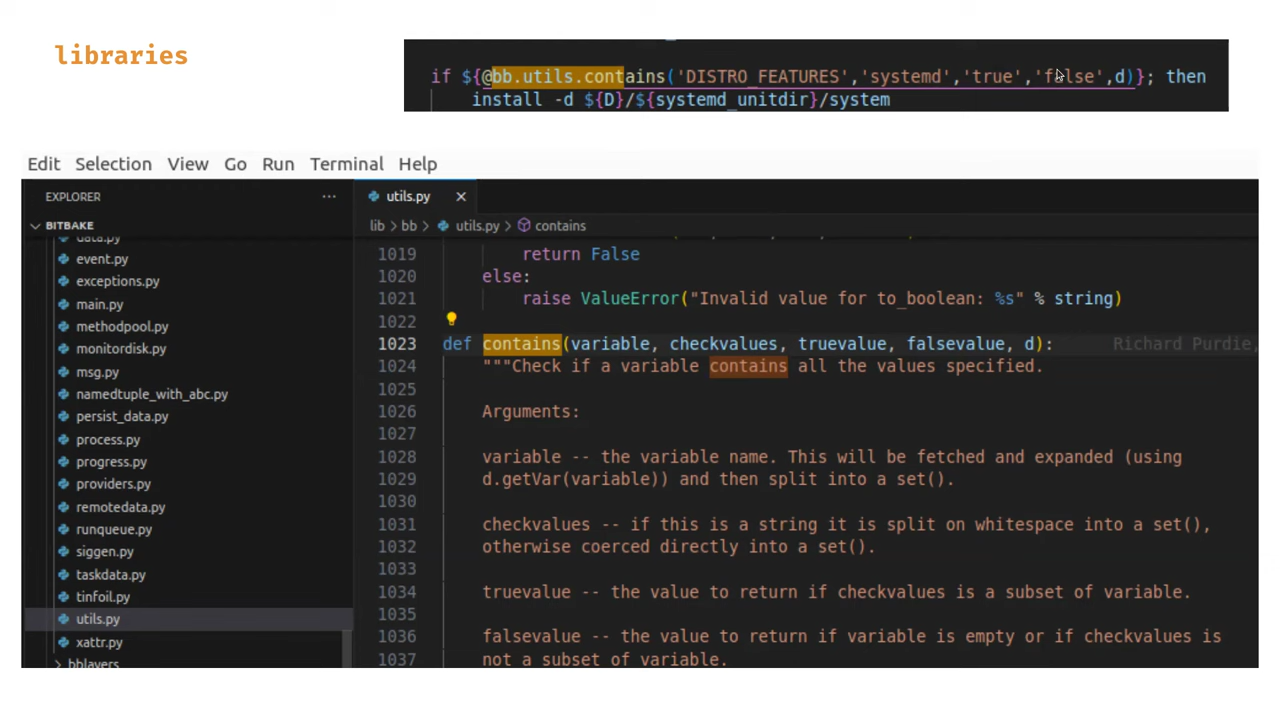 libraries
if ${@bb.utils.contains('DISTRO_FEATURES','systemd','true','false',d)}; then
install -d ${D}/${systemd_unitdir}/system
Edit Selection View Go Run Terminal Help
EXPLORER ···
utils.py ×
BITBAKE
lib > bb > utils.py > contains
data.py
event.py
exceptions.py
main.py
methodpool.py
monitordisk.py
msg.py
namedtuple_with_abc.py
persist_data.py
process.py
progress.py
providers.py
remotedata.py
runqueue.py
siggen.py
taskdata.py
tinfoil.py
utils.py
xattr.py
> bblayers
1019 return False
1020 else:
1021 raise ValueError("Invalid value for to_boolean: %s" % string)
1022
1023 def contains(variable, checkvalues, truevalue, falsevalue, d): Richard Purdie,
1024 """Check if a variable contains all the values specified.
1025
1026 Arguments:
1027
1028 variable -- the variable name. This will be fetched and expanded (using
1029 d.getVar(variable)) and then split into a set().
1030
1031 checkvalues -- if this is a string it is split on whitespace into a set(),
1032 otherwise coerced directly into a set().
1033
1034 truevalue -- the value to return if checkvalues is a subset of variable.
1035
1036 falsevalue -- the value to return if variable is empty or if checkvalues is
1037 not a subset of variable.